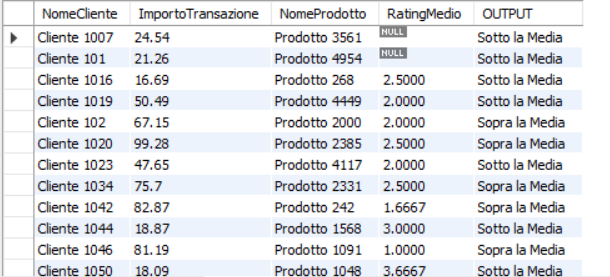 NomeCliente ImportoTransazione NomeProdotto RatingMedio OUTPUT
Cliente 1007 24.54 Prodotto 3561 NULL Sotto la Media
Cliente 101 21.26 Prodotto 4954 NULL Sotto la Media
Cliente 1016 16.69 Prodotto 268 2.5000 Sotto la Media
Cliente 1019 50.49 Prodotto 4449 2.0000 Sotto la Media
Cliente 102 67.15 Prodotto 2000 2.0000 Sopra la Media
Cliente 1020 99.28 Prodotto 2385 2.5000 Sopra la Media
Cliente 1023 47.65 Prodotto 4117 2.0000 Sotto la Media
Cliente 1034 75.7 Prodotto 2331 2.5000 Sopra la Media
Cliente 1042 82.87 Prodotto 242 1.6667 Sopra la Media
Cliente 1044 18.87 Prodotto 1568 3.0000 Sotto la Media
Cliente 1046 81.19 Prodotto 1091 1.0000 Sopra la Media
Cliente 1050 18.09 Prodotto 1048 3.6667 Sotto la Media